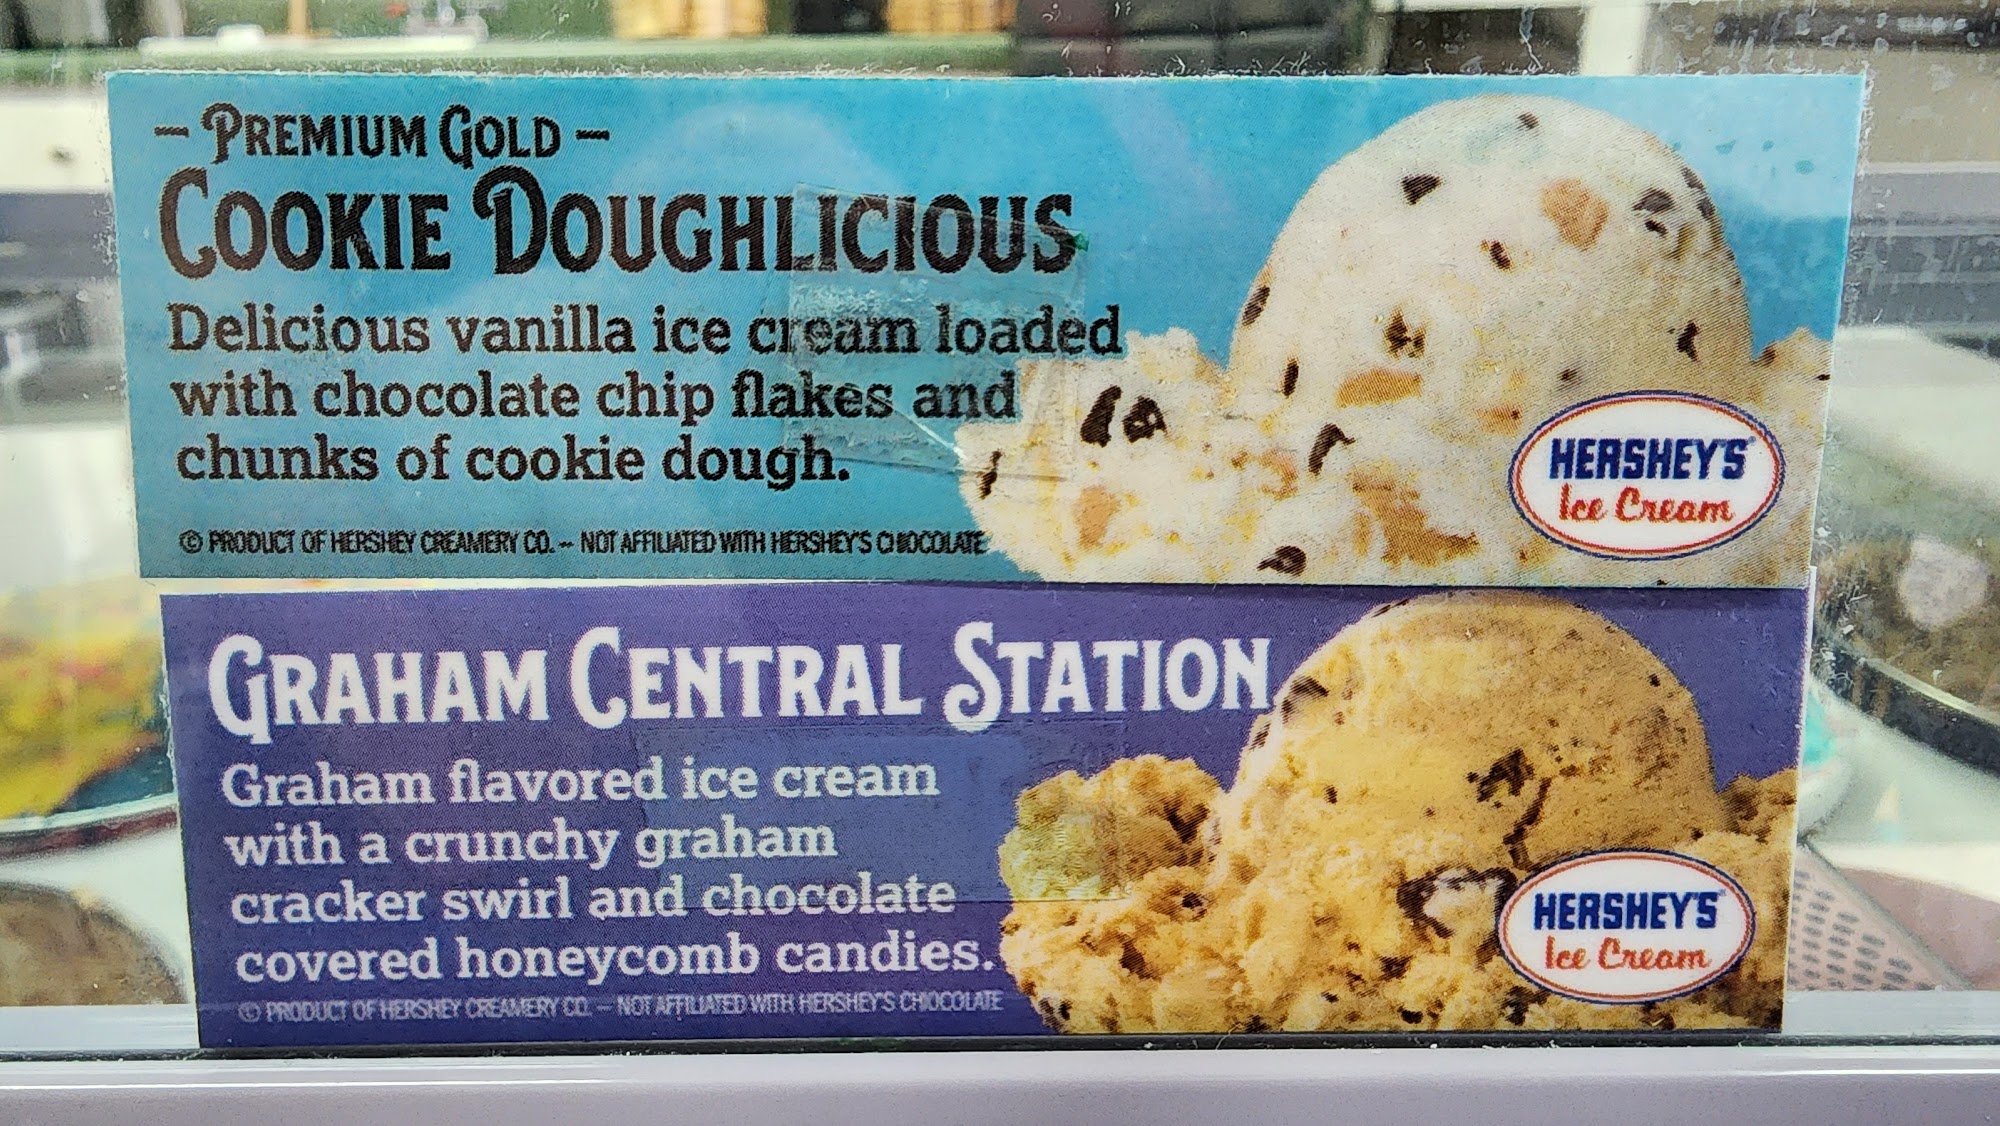 – PREMIUM GOLD –
COOKIE DOUGHLICIOUS
Delicious vanilla ice cream loaded
with chocolate chip flakes and
chunks of cookie dough.
© PRODUCT OF HERSHEY CREAMERY CO. – NOT AFFILIATED WITH HERSHEY'S CHOCOLATE
HERSHEY'S
Ice Cream
GRAHAM CENTRAL STATION
Graham flavored ice cream
with a crunchy graham
cracker swirl and chocolate
covered honeycomb candies.
© PRODUCT OF HERSHEY CREAMERY CO. – NOT AFFILIATED WITH HERSHEY'S CHOCOLATE
HERSHEY'S
Ice Cream